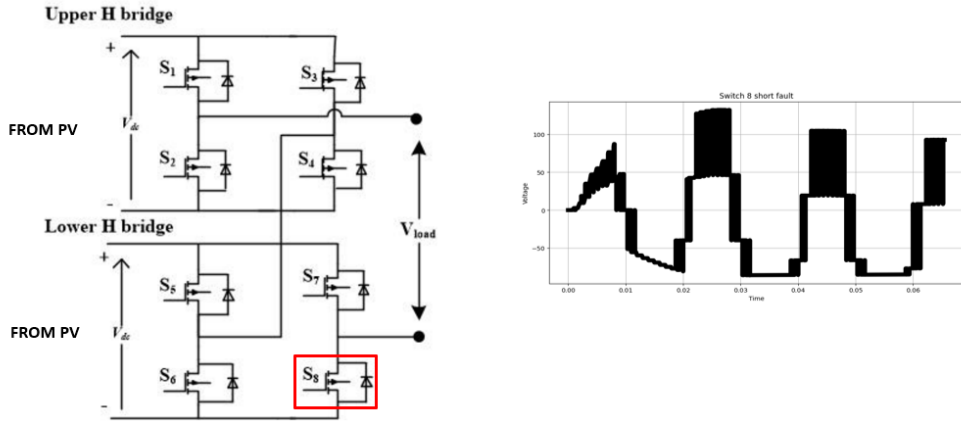 Upper H bridge
+
S1
S3
FROM PV
Vdc
S2
S4
-
Lower H bridge
Vload
+
S5
S7
FROM PV
Vdc
S6
S8
-
Switch 8 short fault
Voltage
100
50
0
−50
0.00 0.01 0.02 0.03 0.04 0.05 0.06
Time